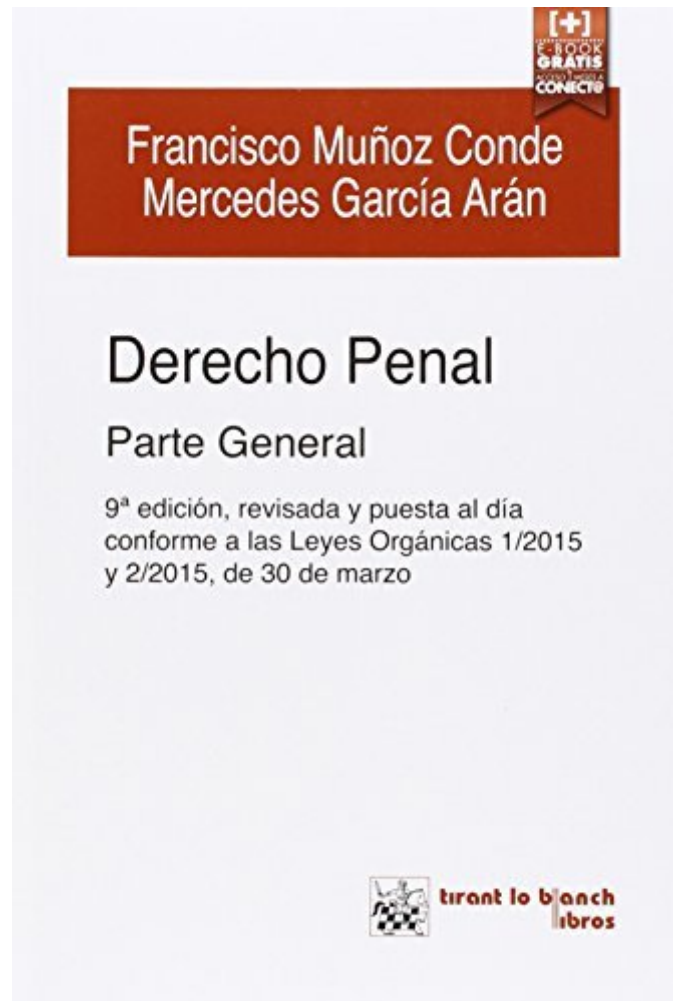 [+]
E-BOOK
GRATIS
CONECT@
Francisco Muñoz Conde
Mercedes García Arán
Derecho Penal
Parte General
9ª edición, revisada y puesta al día
conforme a las Leyes Orgánicas 1/2015
y 2/2015, de 30 de marzo
tirant lo blanch
libros